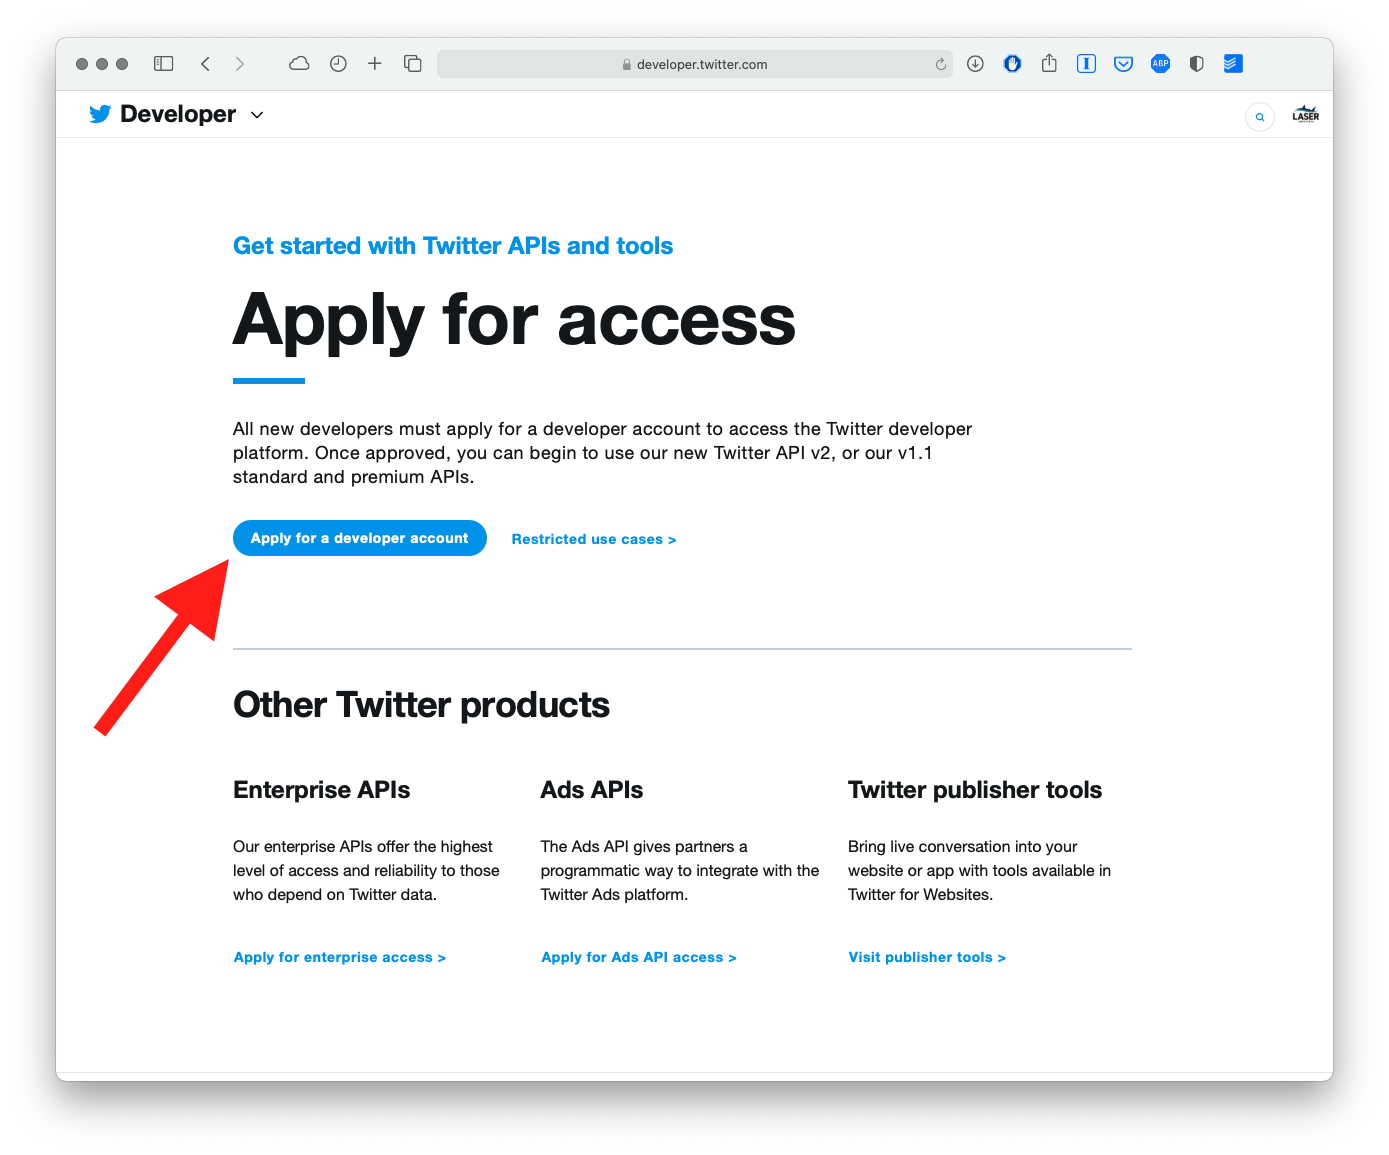 developer.twitter.com
ABP
Developer
LASER
Get started with Twitter APIs and tools
Apply for access
All new developers must apply for a developer account to access the Twitter developer
platform. Once approved, you can begin to use our new Twitter API v2, or our v1.1
standard and premium APIs.
Apply for a developer account
Restricted use cases >
Other Twitter products
Enterprise APIs
Our enterprise APIs offer the highest
level of access and reliability to those
who depend on Twitter data.
Apply for enterprise access >
Ads APIs
The Ads API gives partners a
programmatic way to integrate with the
Twitter Ads platform.
Apply for Ads API access >
Twitter publisher tools
Bring live conversation into your
website or app with tools available in
Twitter for Websites.
Visit publisher tools >